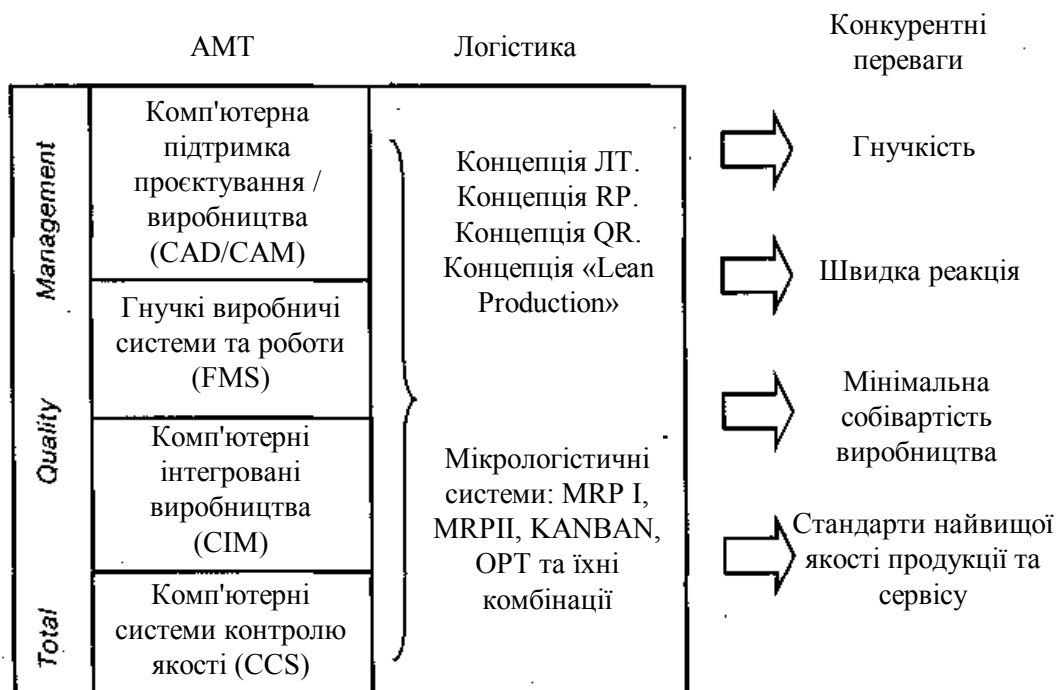 АМТ
Логістика
Конкурентні
переваги
Total Quality Management
Комп'ютерна
підтримка
проєктування /
виробництва
(CAD/CAM)
Гнучкі виробничі
системи та роботи
(FMS)
Комп'ютерні
інтегровані
виробництва
(CIM)
Комп'ютерні
системи контролю
якості (CCS)
Концепція ЛТ.
Концепція RP.
Концепція QR.
Концепція «Lean
Production»
Мікрологістичні
системи: MRP I,
MRPII, KANBAN,
OPT та їхні
комбінації
Гнучкість
Швидка реакція
Мінімальна
собівартість
виробництва
Стандарти найвищої
якості продукції та
сервісу